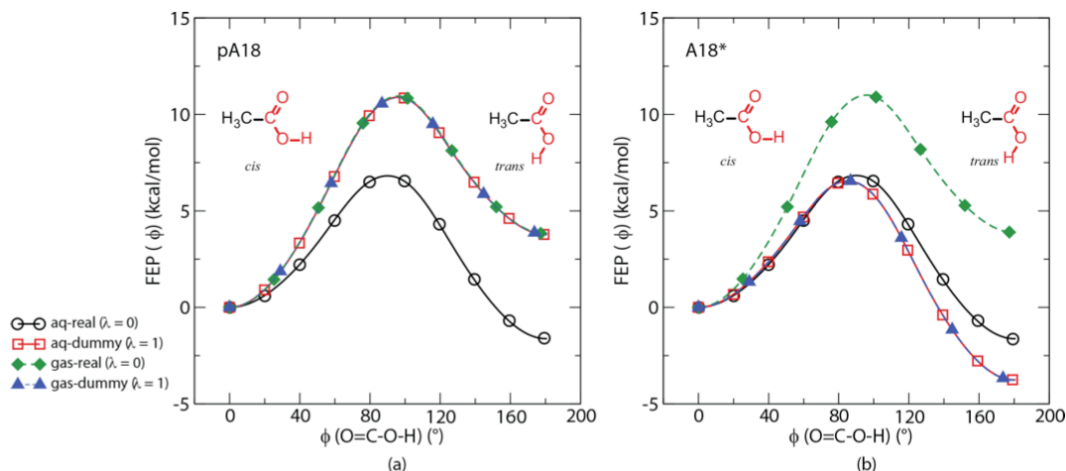 pA18
FEP ( ϕ) (kcal/mol)
15
10
5
0
-5
0 40 80 120 160 200
ϕ (O=C-O-H) (°)
H₃C
C
O
O
H
cis
H₃C
C
O
O
H
trans
(a)
A18*
FEP ( ϕ) (kcal/mol)
15
10
5
0
-5
0 40 80 120 160 200
ϕ (O=C-O-H) (°)
H₃C
C
O
O
H
cis
H₃C
C
O
O
H
trans
(b)
aq-real (λ = 0)
aq-dummy (λ = 1)
gas-real (λ = 0)
gas-dummy (λ = 1)